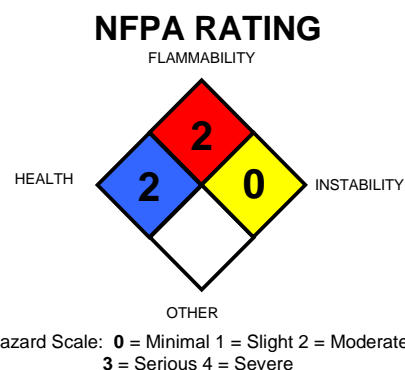 NFPA RATING
FLAMMABILITY
2
HEALTH 2 0 INSTABILITY
OTHER
azard Scale: 0 = Minimal 1 = Slight 2 = Moderate
3 = Serious 4 = Severe